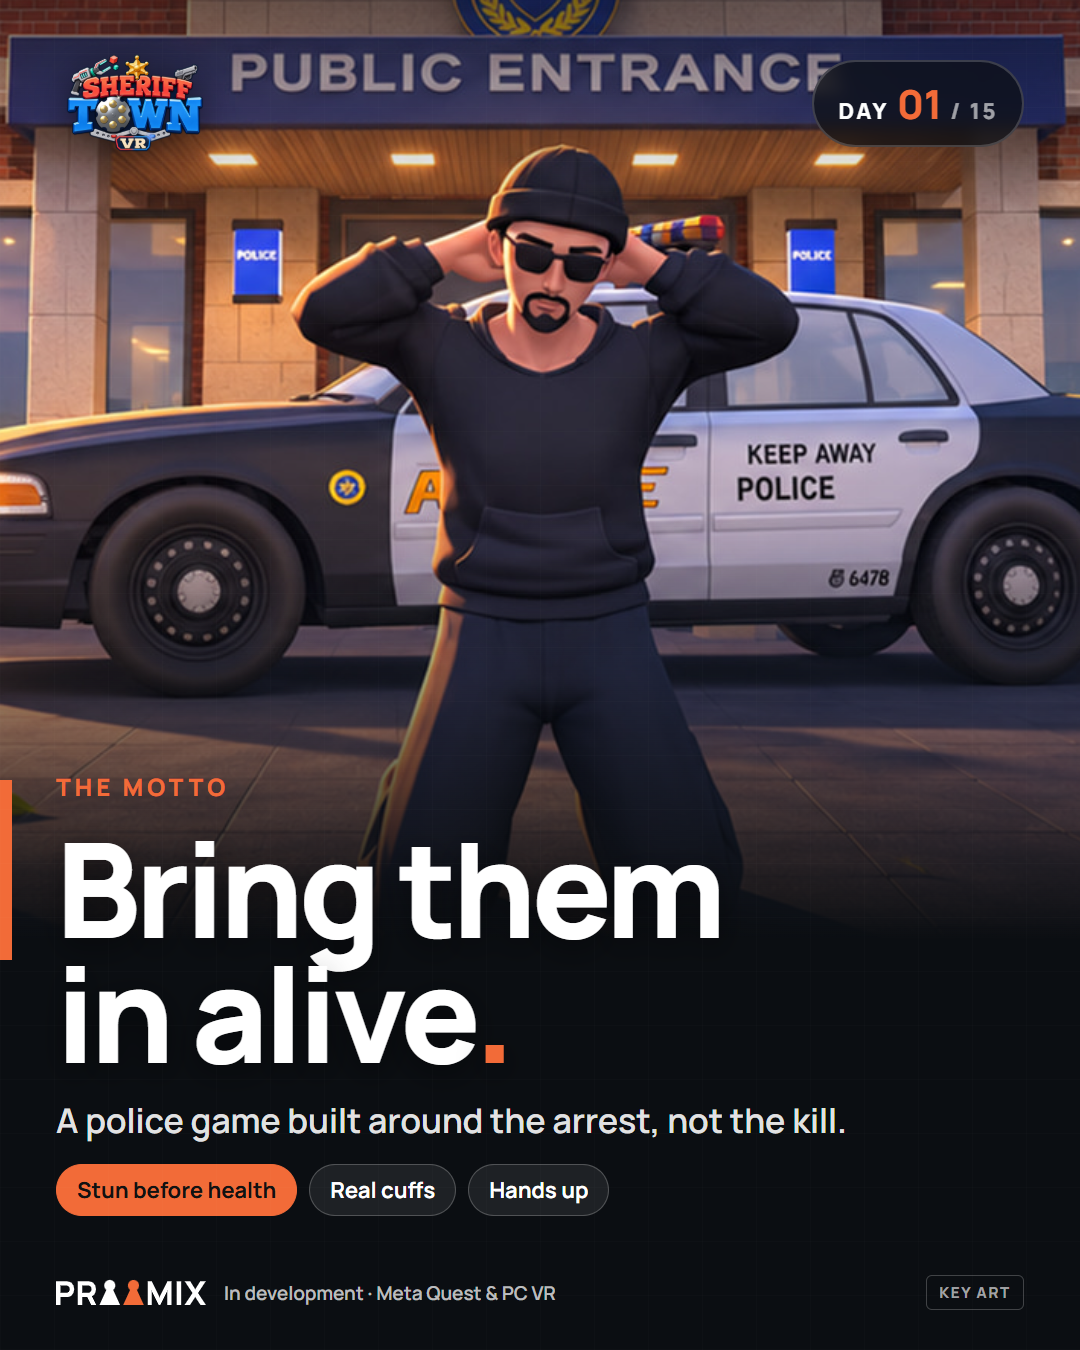 PUBLIC ENTRANCE
SHERIFF
TOWN
VR
DAY 01 / 15
POLICE
POLICE
KEEP AWAY
POLICE
6478
THE MOTTO
Bring them
in alive.
A police game built around the arrest, not the kill.
Stun before health
Real cuffs
Hands up
PRAMIX
In development · Meta Quest & PC VR
KEY ART